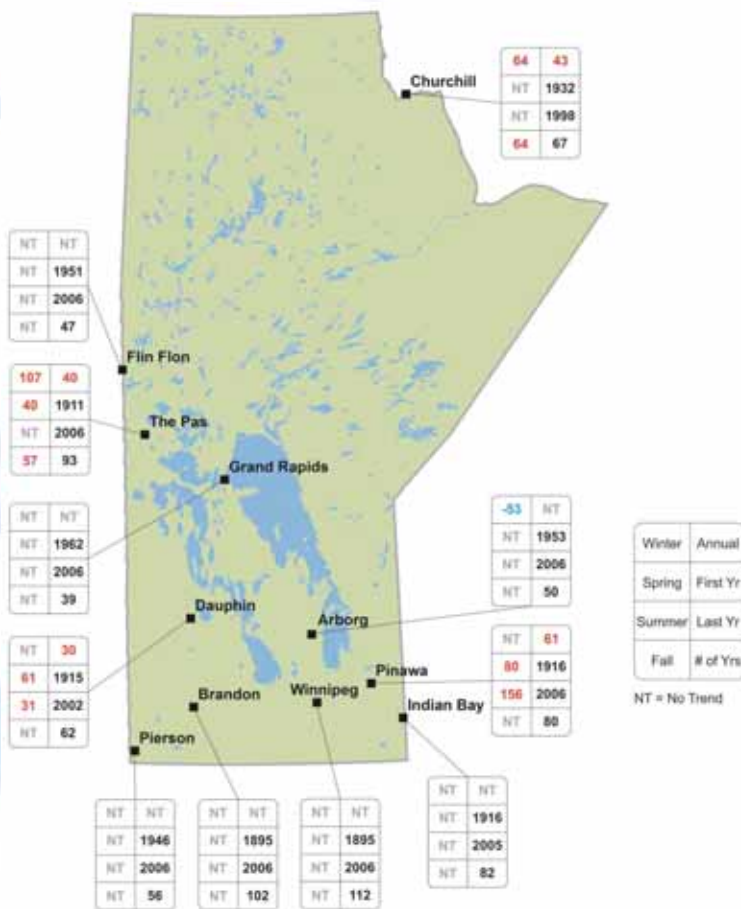 Churchill
64 43
NT 1932
NT 1998
64 67
NT NT
NT 1951
NT 2006
NT 47
Flin Flon
107 40
40 1911
NT 2006
57 93
The Pas
Grand Rapids
NT NT
NT 1962
NT 2006
NT 39
-53 NT
NT 1953
NT 2006
NT 50
Winter Annual
Spring First Yr
Summer Last Yr
Fall # of Yrs
NT = No Trend
Dauphin
Arborg
NT 30
61 1915
31 2002
NT 62
NT 61
80 1916
156 2006
NT 80
Pinawa
Brandon
Winnipeg
Indian Bay
Pierson
NT NT
NT 1946
NT 2006
NT 56
NT NT
NT 1895
NT 2006
NT 102
NT NT
NT 1895
NT 2006
NT 112
NT NT
NT 1916
NT 2005
NT 82